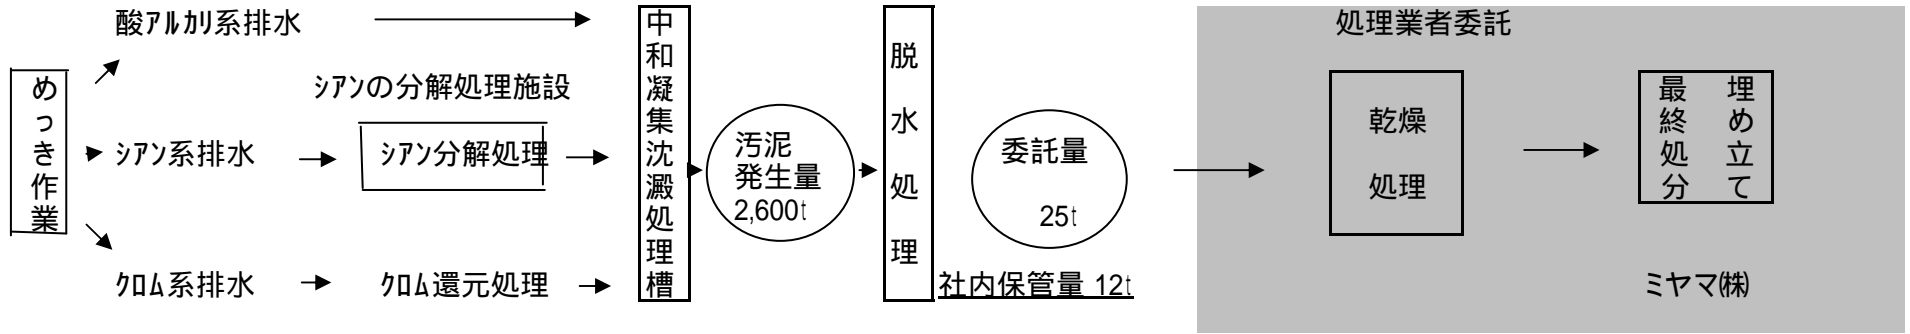 めっき作業
酸ｱﾙｶﾘ系排水
ｼｱﾝの分解処理施設
ｼｱﾝ系排水
ｼｱﾝ分解処理
ｸﾛﾑ系排水
ｸﾛﾑ還元処理
中和凝集沈澱処理槽
汚泥
発生量
2,600t
脱水処理
委託量
25t
社内保管量 12t
処理業者委託
乾燥
処理
埋め立て
最終処分
ミヤマ㈱